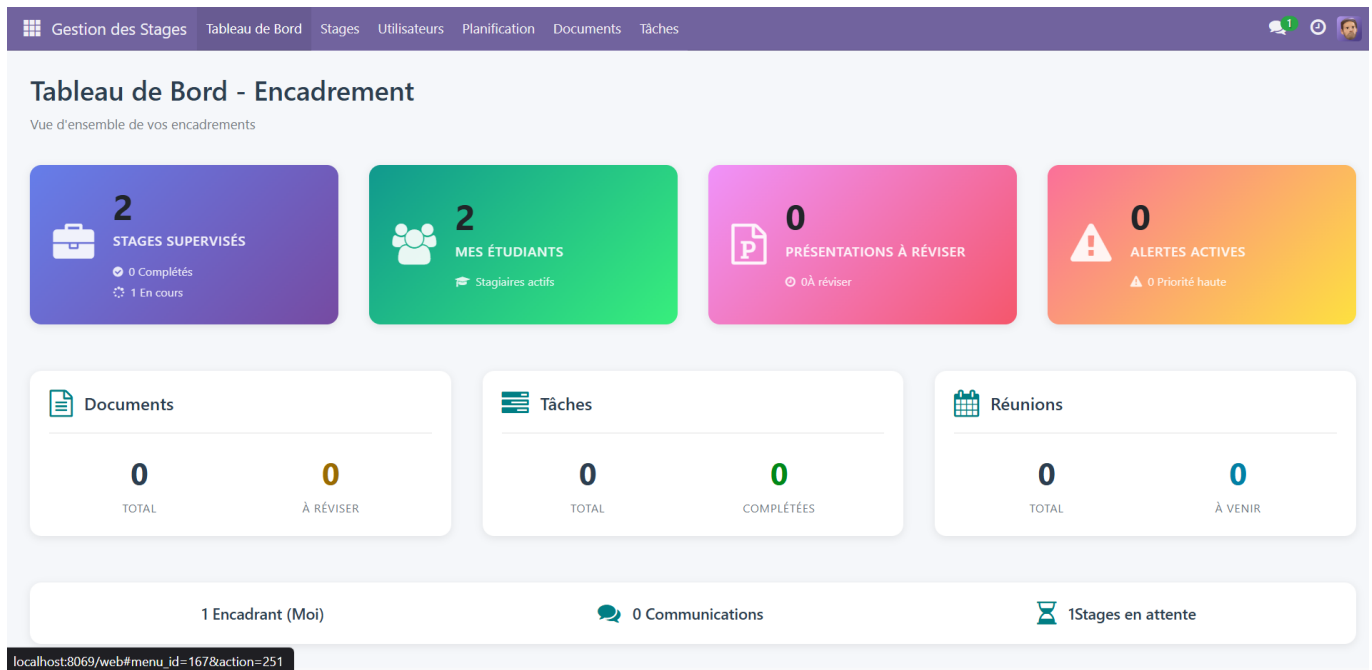 Gestion des Stages Tableau de Bord Stages Utilisateurs Planification Documents Tâches 1
Tableau de Bord - Encadrement
Vue d'ensemble de vos encadrements
2
STAGES SUPERVISÉS
0 Complétés
1 En cours
2
MES ÉTUDIANTS
Stagiaires actifs
P
0
PRÉSENTATIONS À RÉVISER
0À réviser
0
ALERTES ACTIVES
0 Priorité haute
Documents
0 0
TOTAL À RÉVISER
Tâches
0 0
TOTAL COMPLÉTÉES
Réunions
0 0
TOTAL À VENIR
1 Encadrant (Moi) 0 Communications 1Stages en attente
localhost:8069/web#menu_id=167&action=251